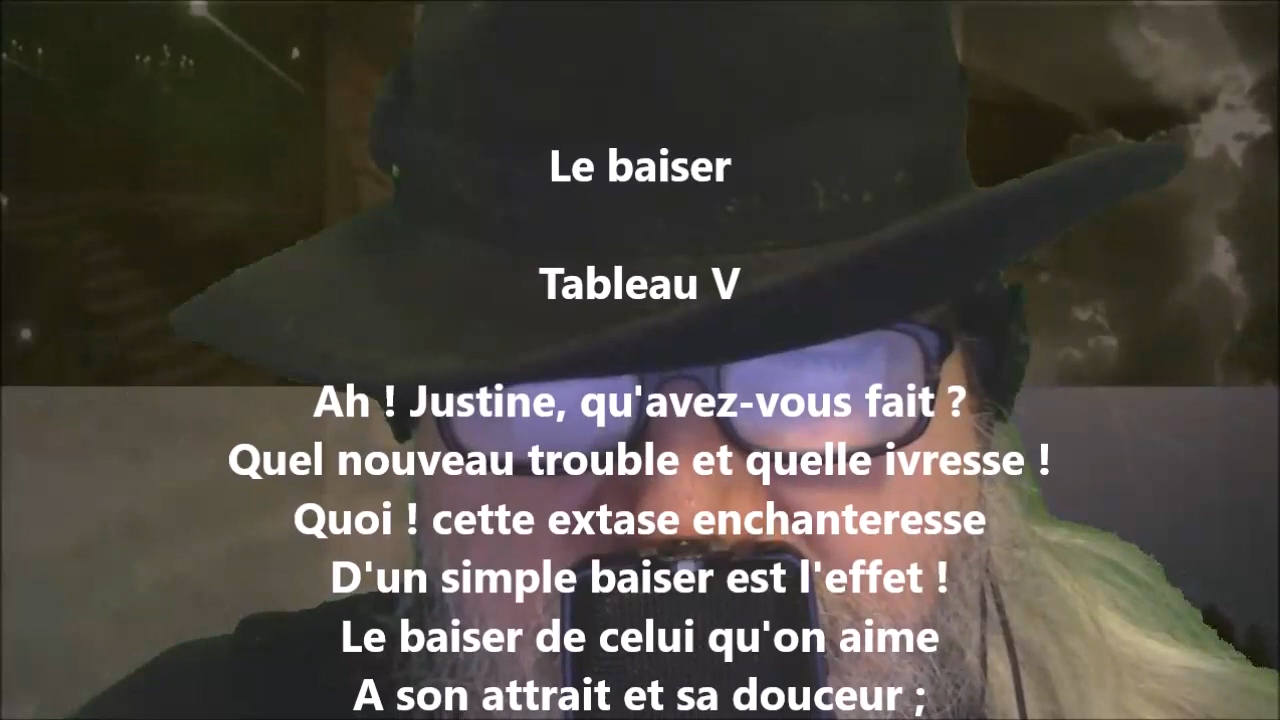 Le baiser
Tableau V
Ah ! Justine, qu'avez-vous fait ?
Quel nouveau trouble et quelle ivresse !
Quoi ! cette extase enchanteresse
D'un simple baiser est l'effet !
Le baiser de celui qu'on aime
A son attrait et sa douceur ;